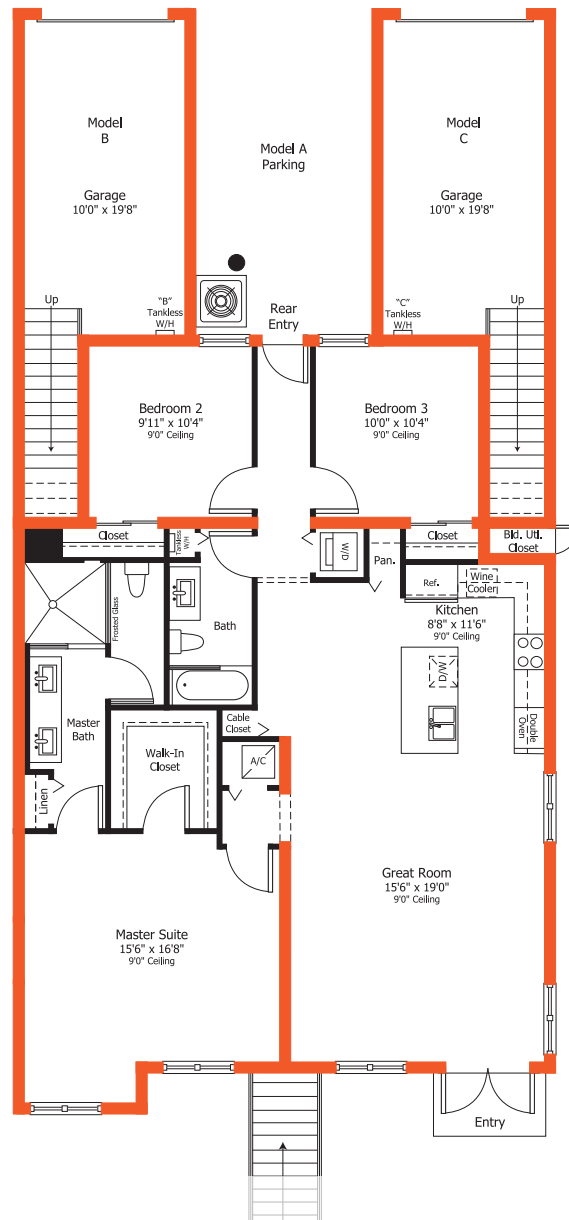 Model
B
Garage
10'0" x 19'8"
Model A
Parking
Model
C
Garage
10'0" x 19'8"
Up
"B"
Tankless
W/H
Rear
Entry
"C"
Tankless
W/H
Up
Bedroom 2
9'11" x 10'4"
9'0" Ceiling
Bedroom 3
10'0" x 10'4"
9'0" Ceiling
Closet
Tankless
W/H
W/D
Pan.
Closet
Bld. Utl.
Closet
Frosted Glass
Bath
Ref.
Wine
Cooler
Kitchen
8'8" x 11'6"
9'0" Ceiling
D/W
Double
Oven
Master
Bath
Cable
Closet
Walk-In
Closet
A/C
Linen
Great Room
15'6" x 19'0"
9'0" Ceiling
Master Suite
15'6" x 16'8"
9'0" Ceiling
Entry